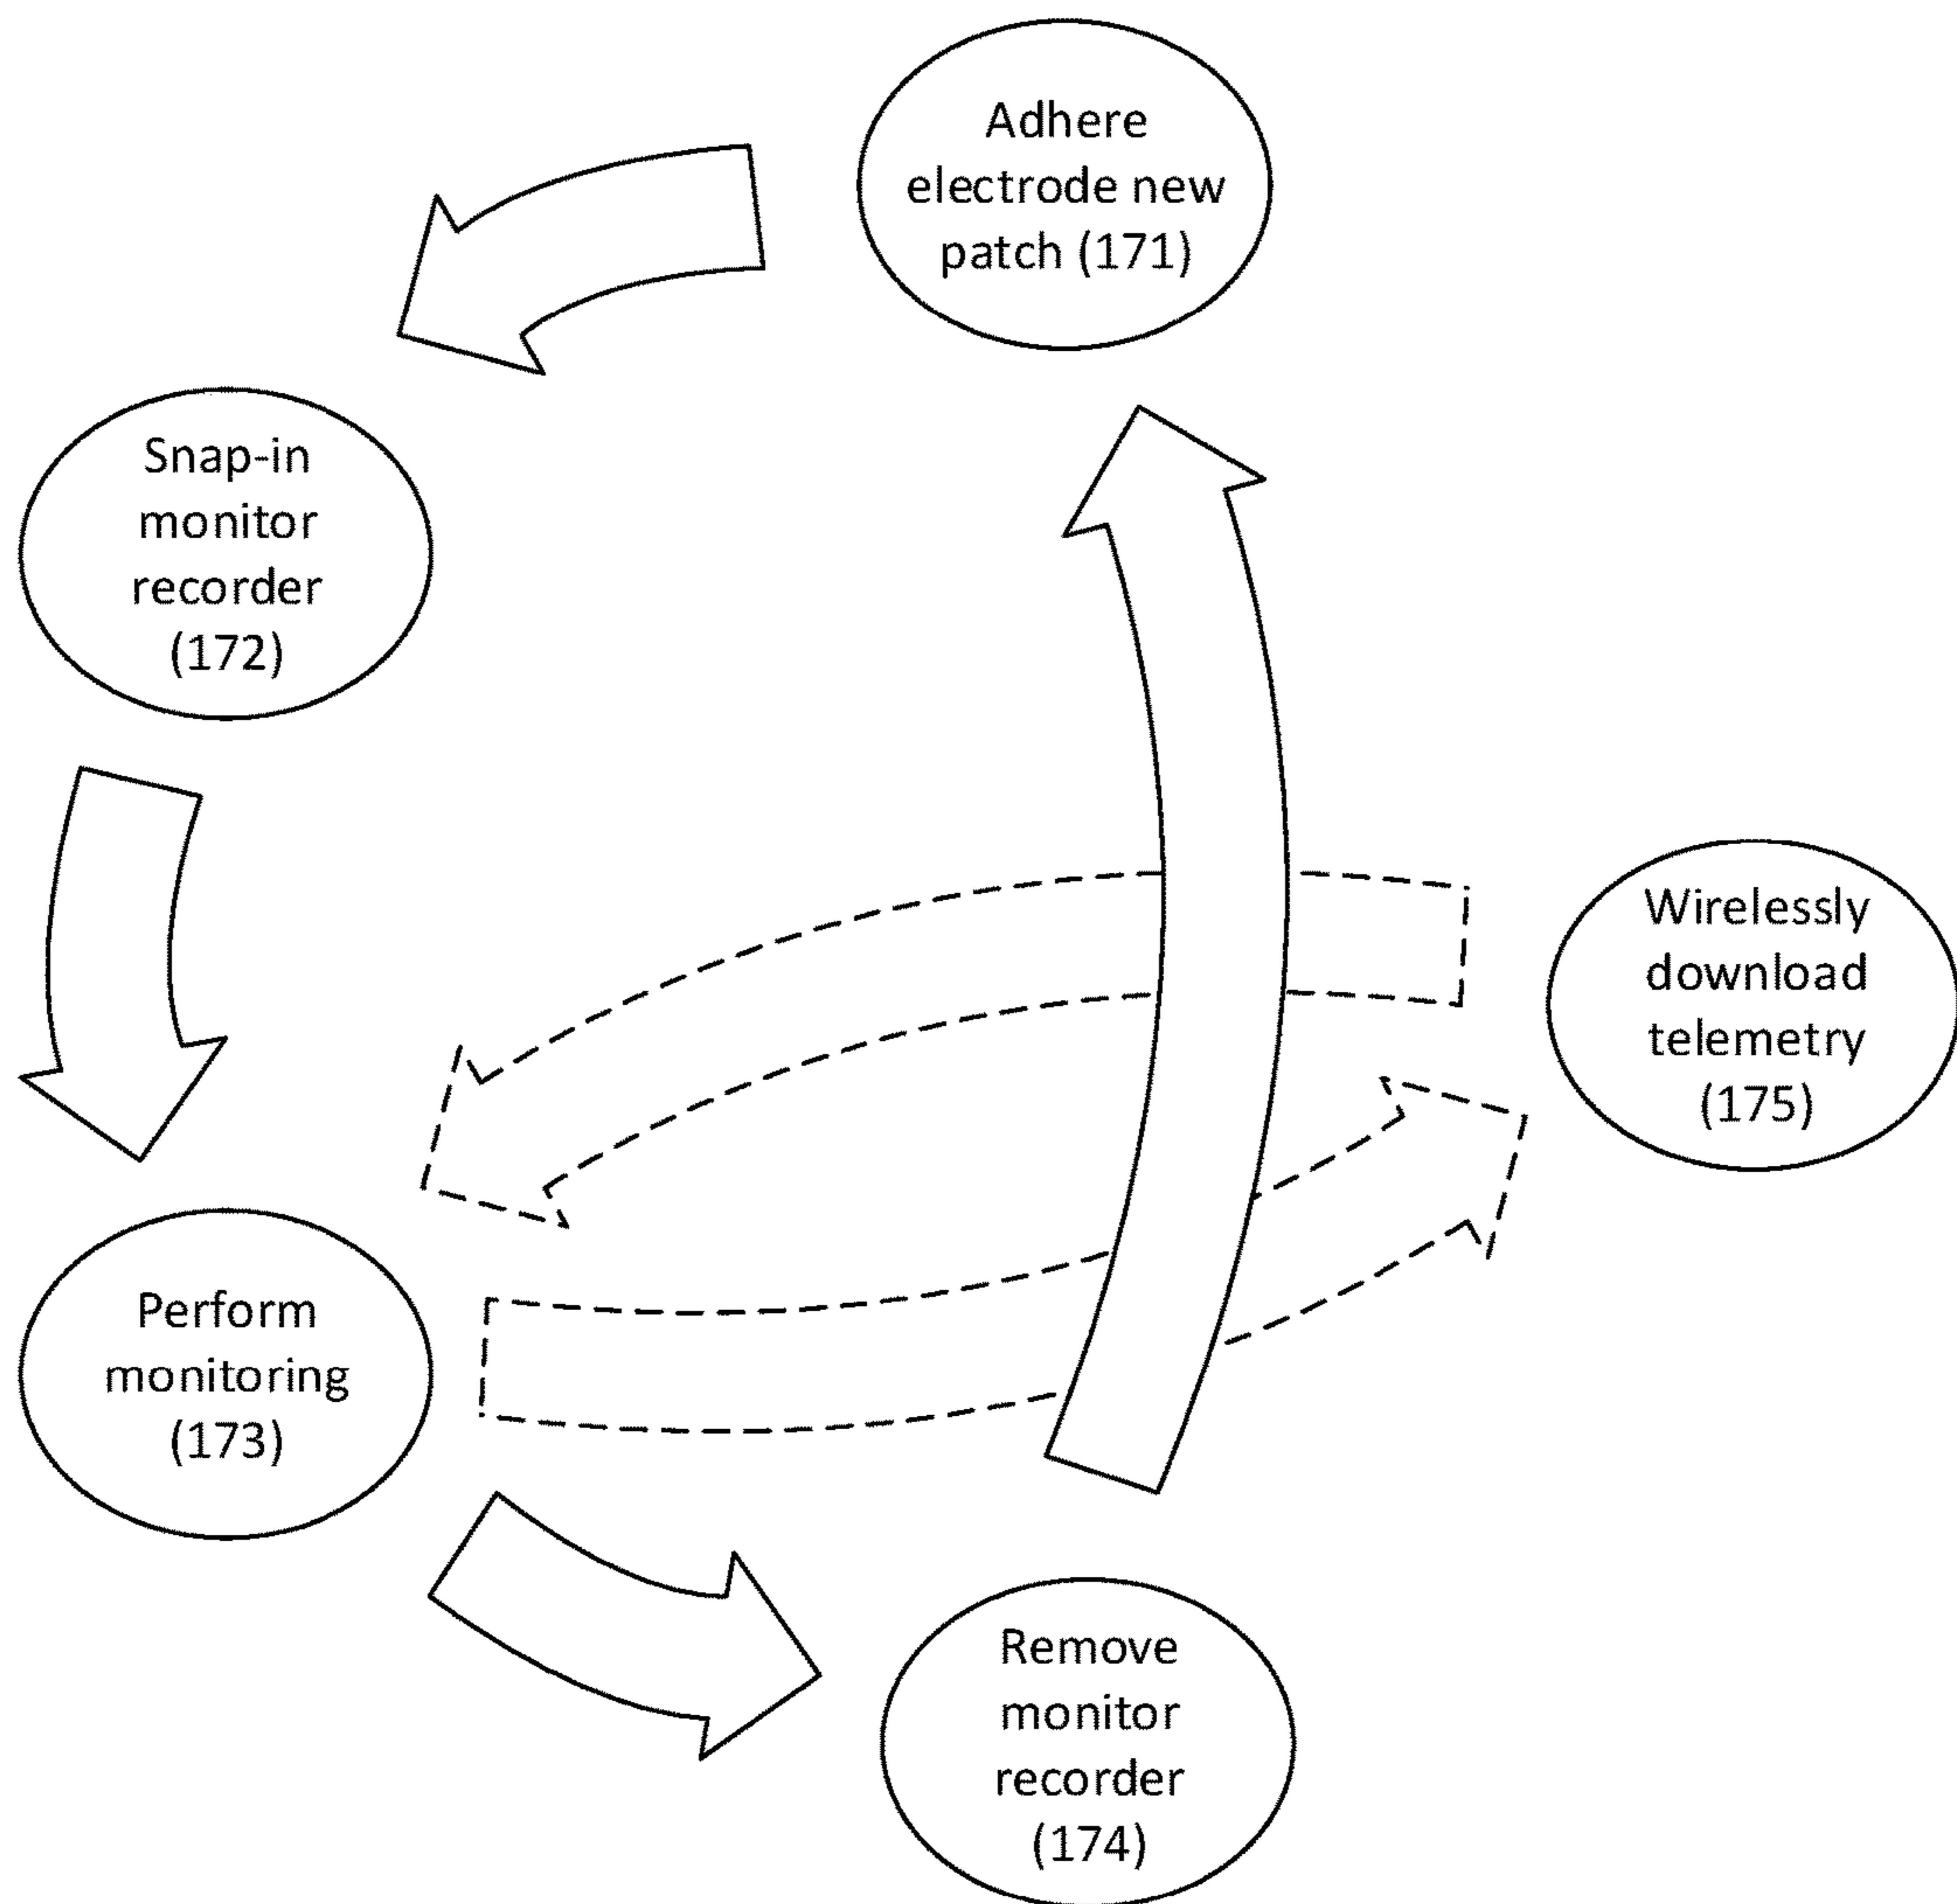 Adhere
electrode new
patch (171)
Snap-in
monitor
recorder
(172)
Wirelessly
download
telemetry
(175)
Perform
monitoring
(173)
Remove
monitor
recorder
(174)